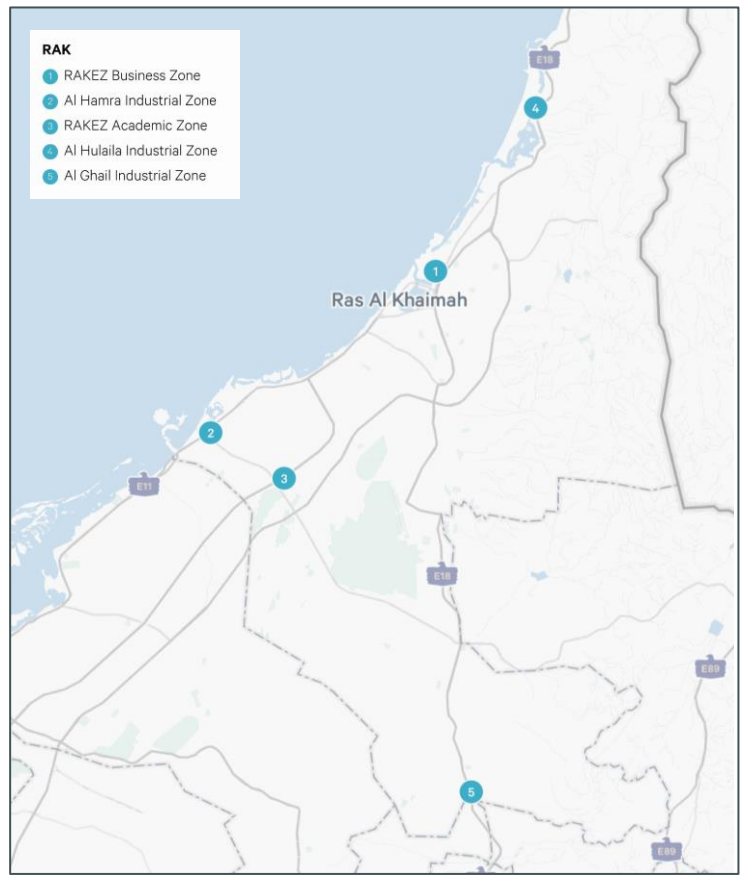 RAK
1 RAKEZ Business Zone
2 Al Hamra Industrial Zone
3 RAKEZ Academic Zone
4 Al Hulaila Industrial Zone
5 Al Ghail Industrial Zone
E18
4
1
Ras Al Khaimah
2
3
E11
E18
E89
5
E89